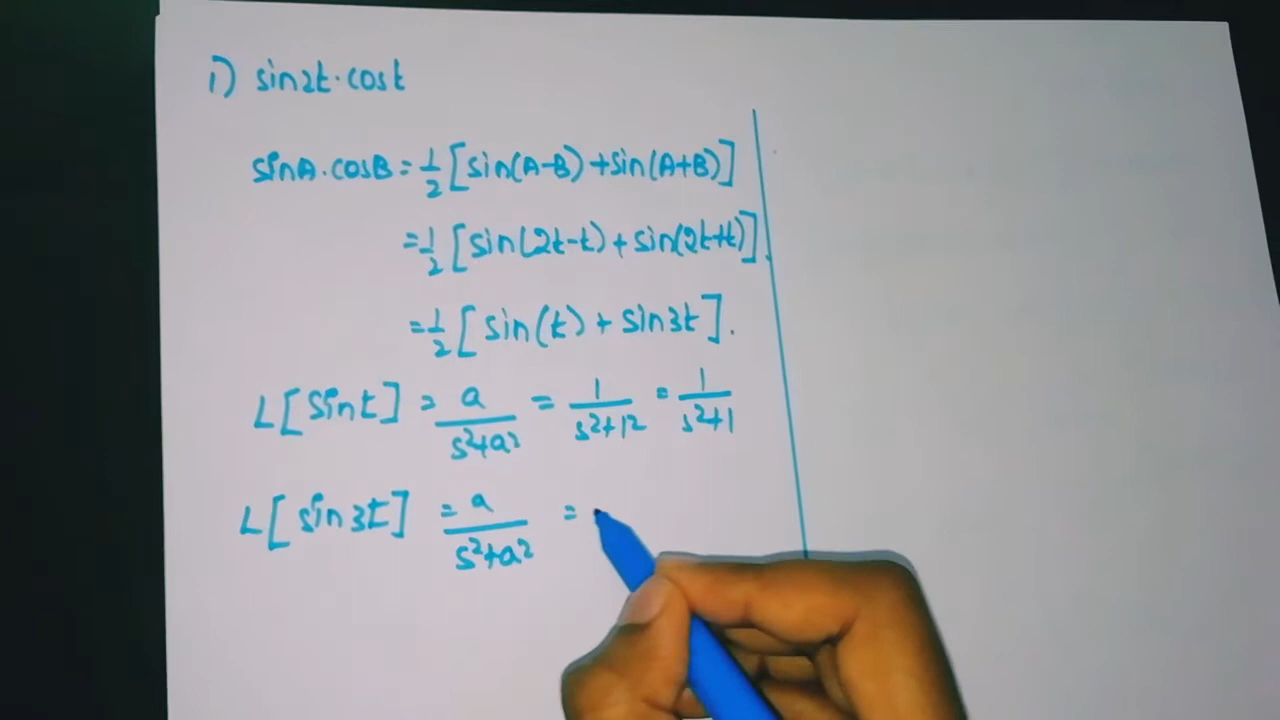 1) sin2t·cost
sinA·cosB=1/2[sin(A-B)+sin(A+B)]
=1/2[sin(2t-t)+sin(2t+t)].
=1/2[sin(t)+sin3t].
L[sint] = a/(s²+a²) = 1/(s²+1²) = 1/(s²+1)
L[sin3t] = a/(s²+a²) =